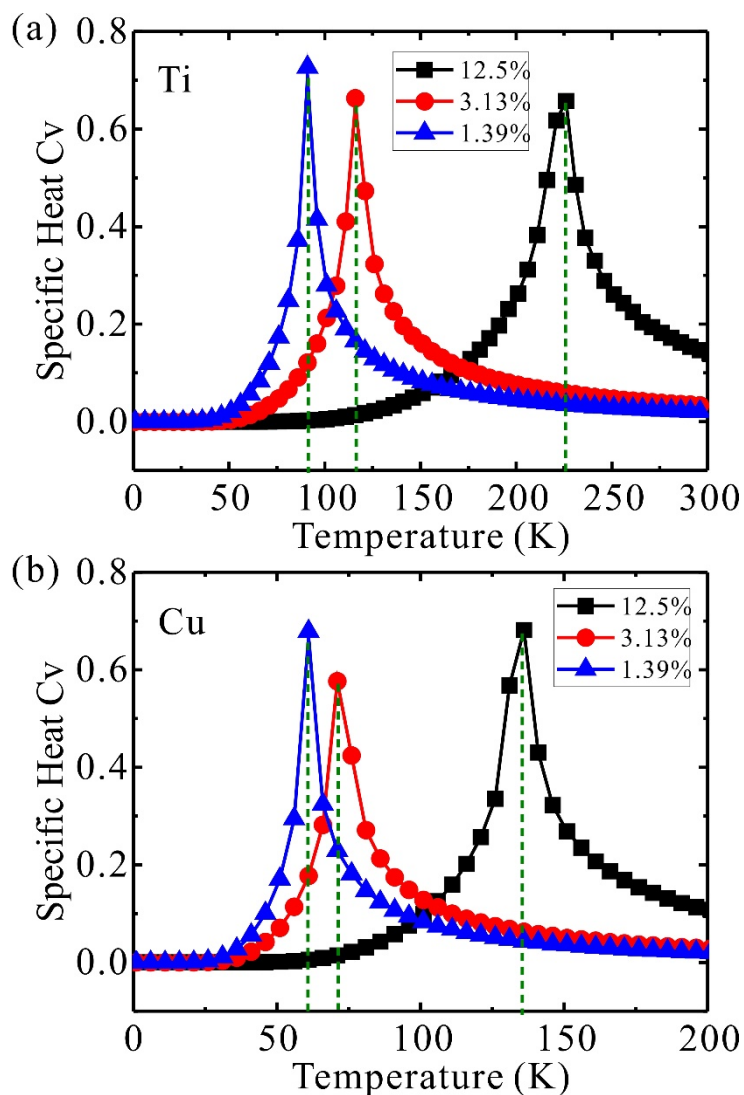 (a)
Ti
12.5%
3.13%
1.39%
Specific Heat Cv
0.8
0.6
0.4
0.2
0.0
0 50 100 150 200 250 300
Temperature (K)
(b)
Cu
12.5%
3.13%
1.39%
Specific Heat Cv
0.8
0.6
0.4
0.2
0.0
0 50 100 150 200
Temperature (K)